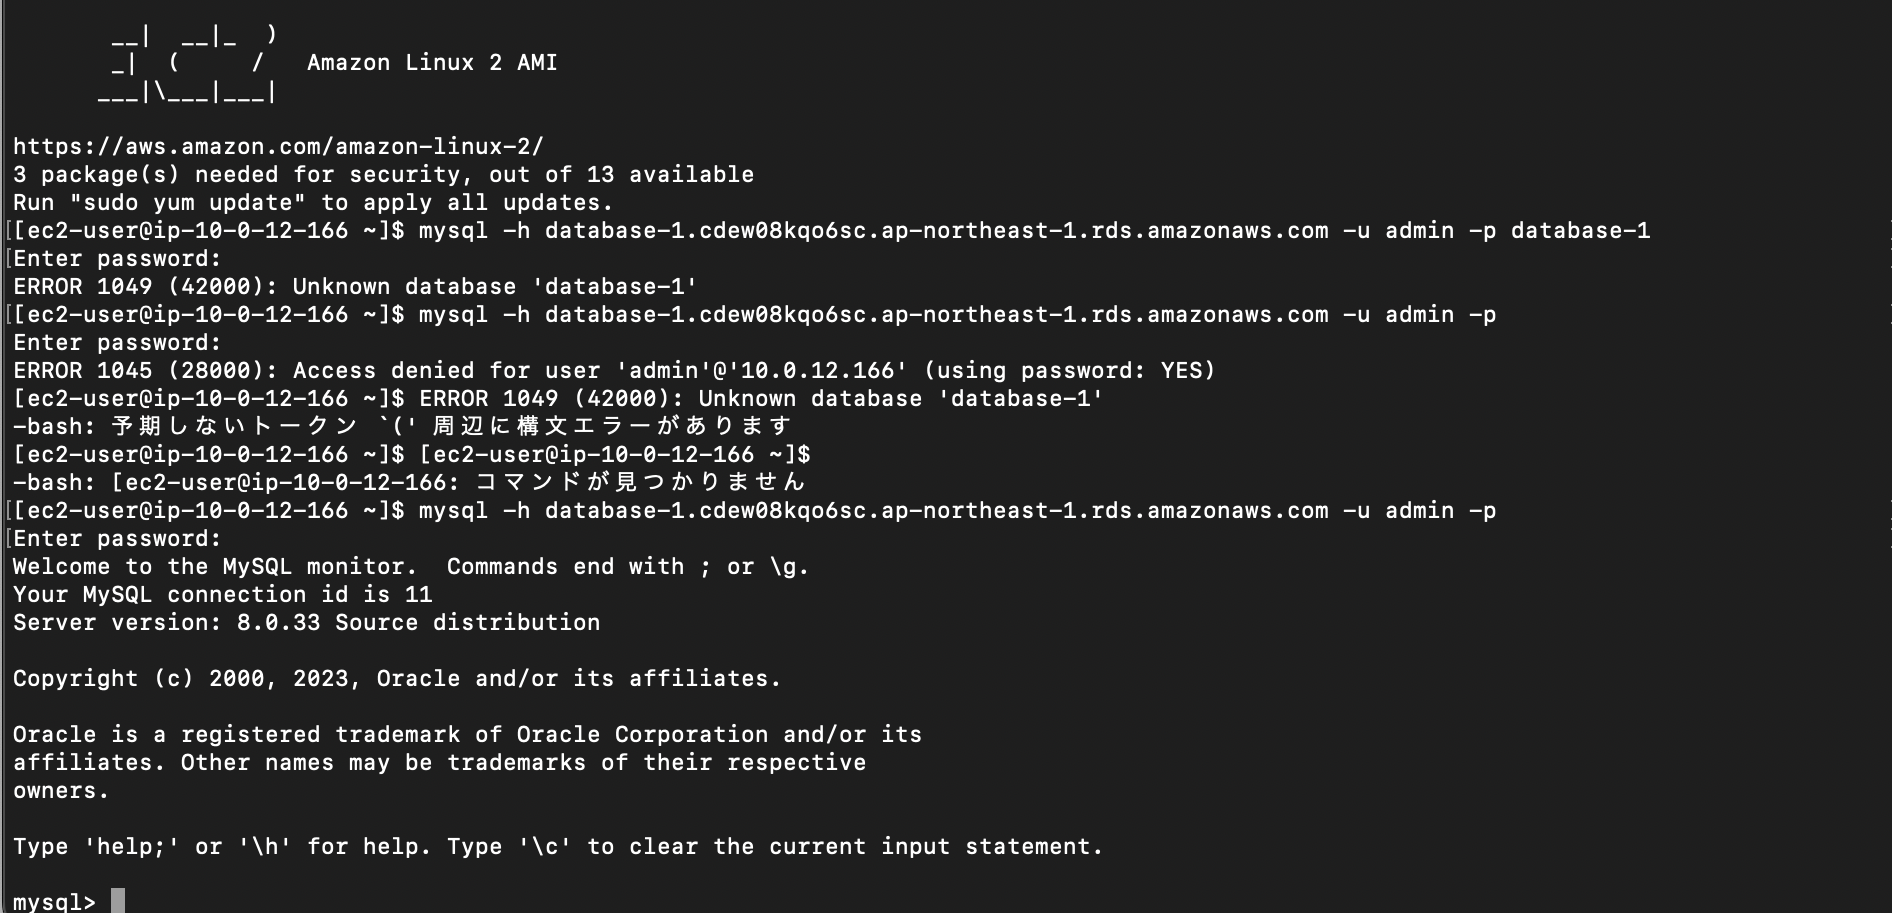 __|  __|_  )
_|  (     /   Amazon Linux 2 AMI
___|\___|___|
https://aws.amazon.com/amazon-linux-2/
3 package(s) needed for security, out of 13 available
Run "sudo yum update" to apply all updates.
[[ec2-user@ip-10-0-12-166 ~]$ mysql -h database-1.cdew08kqo6sc.ap-northeast-1.rds.amazonaws.com -u admin -p database-1
[Enter password:
ERROR 1049 (42000): Unknown database 'database-1'
[[ec2-user@ip-10-0-12-166 ~]$ mysql -h database-1.cdew08kqo6sc.ap-northeast-1.rds.amazonaws.com -u admin -p
Enter password:
ERROR 1045 (28000): Access denied for user 'admin'@'10.0.12.166' (using password: YES)
[ec2-user@ip-10-0-12-166 ~]$ ERROR 1049 (42000): Unknown database 'database-1'
-bash: 予期しないトークン `(' 周辺に構文エラーがあります
[ec2-user@ip-10-0-12-166 ~]$ [ec2-user@ip-10-0-12-166 ~]$
-bash: [ec2-user@ip-10-0-12-166: コマンドが見つかりません
[[ec2-user@ip-10-0-12-166 ~]$ mysql -h database-1.cdew08kqo6sc.ap-northeast-1.rds.amazonaws.com -u admin -p
[Enter password:
Welcome to the MySQL monitor.  Commands end with ; or \g.
Your MySQL connection id is 11
Server version: 8.0.33 Source distribution
Copyright (c) 2000, 2023, Oracle and/or its affiliates.
Oracle is a registered trademark of Oracle Corporation and/or its
affiliates. Other names may be trademarks of their respective
owners.
Type 'help;' or '\h' for help. Type '\c' to clear the current input statement.
mysql>